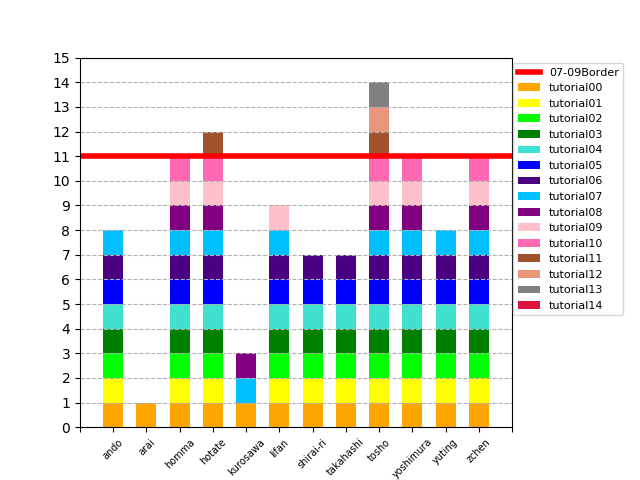 15
14
13
12
11
10
9
8
7
6
5
4
3
2
1
0
ando
arai
homma
hotate
kurosawa
lifan
shirai-ri
takahashi
tosho
yoshimura
yuting
zchen
07-09Border
tutorial00
tutorial01
tutorial02
tutorial03
tutorial04
tutorial05
tutorial06
tutorial07
tutorial08
tutorial09
tutorial10
tutorial11
tutorial12
tutorial13
tutorial14